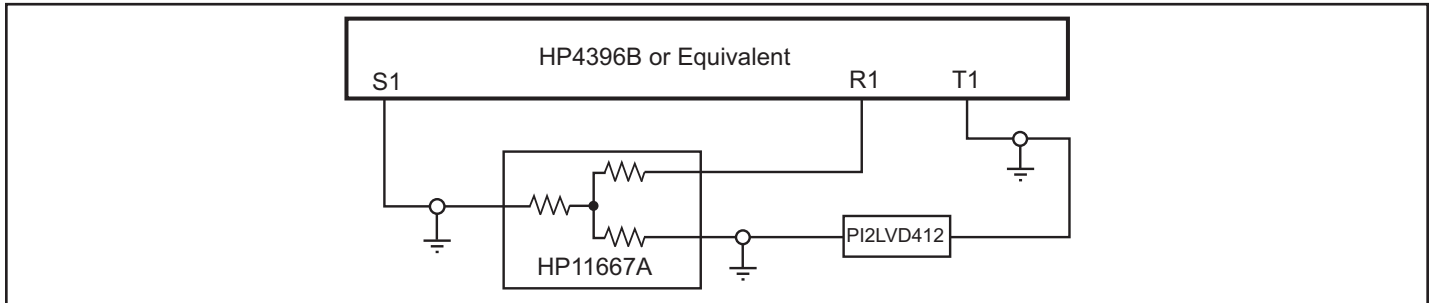 HP4396B or Equivalent
S1
R1
T1
PI2LVD412
HP11667A